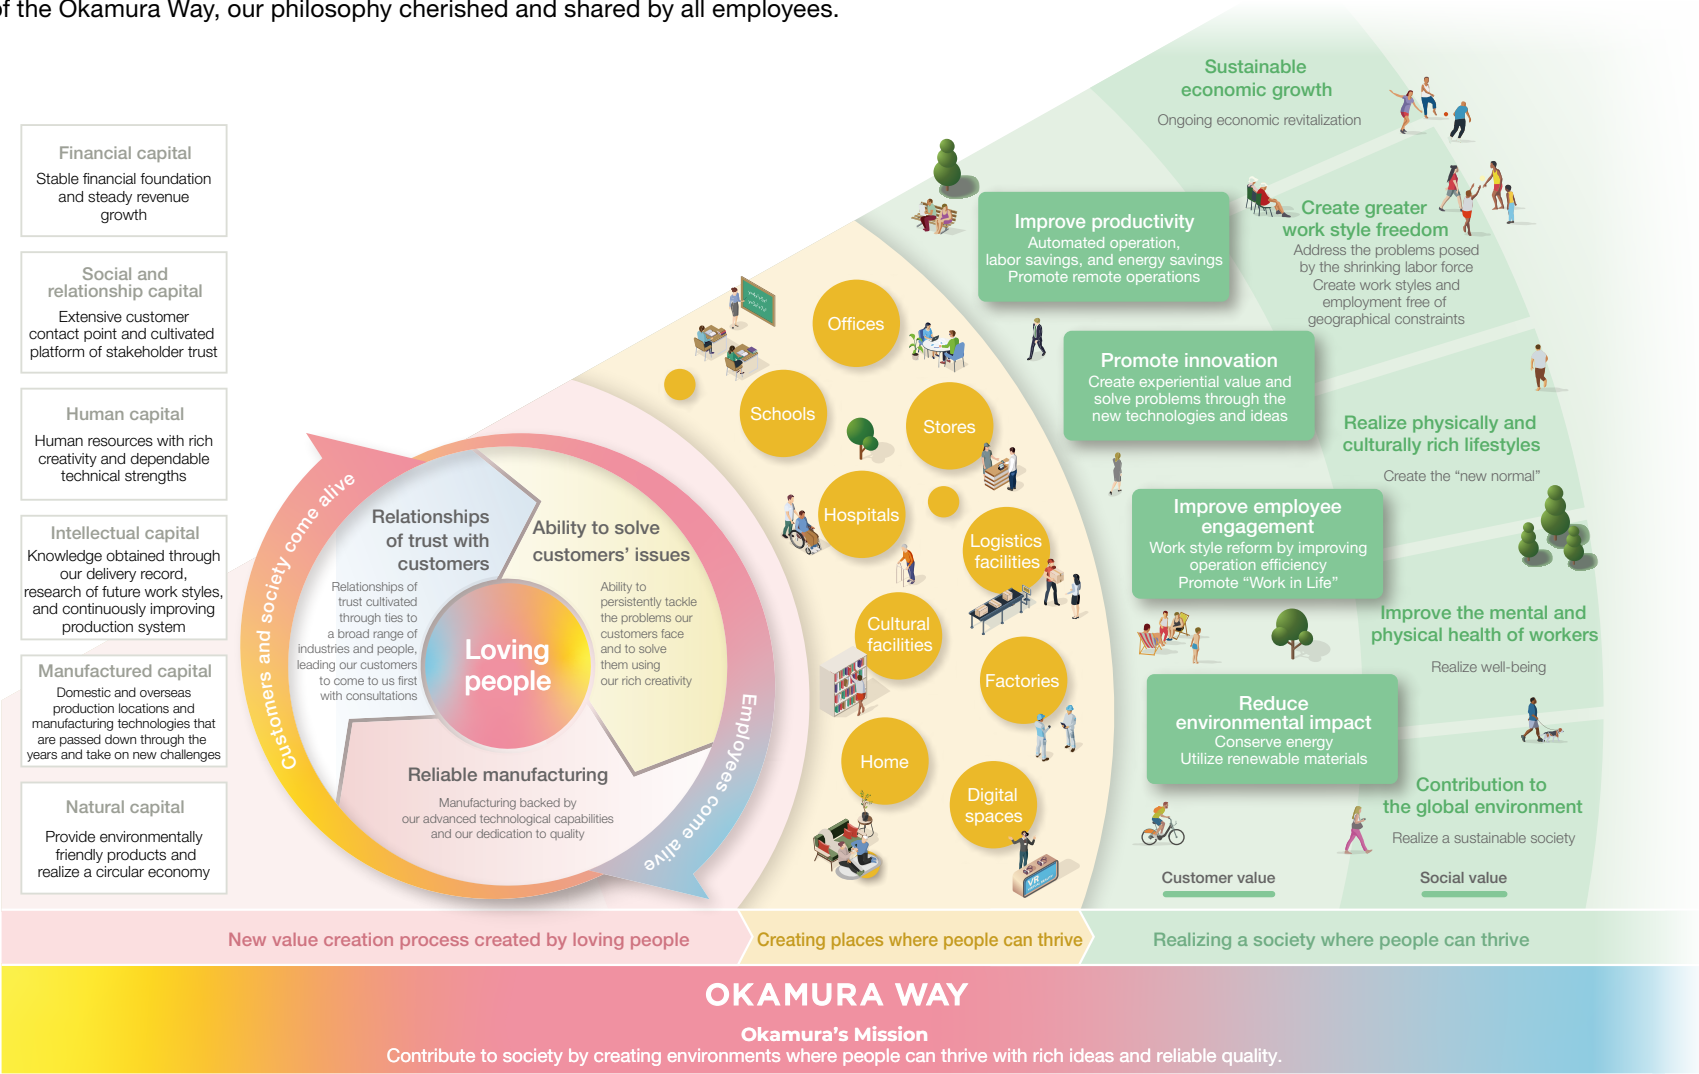 of the Okamura Way, our philosophy cherished and shared by all employees.
Financial capital
Stable financial foundation
and steady revenue
growth
Social and
relationship capital
Extensive customer
contact point and cultivated
platform of stakeholder trust
Human capital
Human resources with rich
creativity and dependable
technical strengths
Intellectual capital
Knowledge obtained through
our delivery record,
research of future work styles,
and continuously improving
production system
Manufactured capital
Domestic and overseas
production locations and
manufacturing technologies that
are passed down through the
years and take on new challenges
Natural capital
Provide environmentally
friendly products and
realize a circular economy
Customers and society come alive
Relationships
of trust with
customers
Relationships of
trust cultivated
through ties to
a broad range of
industries and people,
leading our customers
to come to us first
with consultations
Ability to solve
customers’ issues
Ability to
persistently tackle
the problems our
customers face
and to solve
them using
our rich creativity
Loving
people
Reliable manufacturing
Manufacturing backed by
our advanced technological capabilities
and our dedication to quality
Employees come alive
Offices
Schools
Stores
Hospitals
Logistics
facilities
Cultural
facilities
Factories
Home
Digital
spaces
VR
Improve productivity
Automated operation,
labor savings, and energy savings
Promote remote operations
Promote innovation
Create experiential value and
solve problems through the
new technologies and ideas
Improve employee
engagement
Work style reform by improving
operation efficiency
Promote “Work in Life”
Reduce
environmental impact
Conserve energy
Utilize renewable materials
Customer value
Sustainable
economic growth
Ongoing economic revitalization
Create greater
work style freedom
Address the problems posed
by the shrinking labor force
Create work styles and
employment free of
geographical constraints
Realize physically and
culturally rich lifestyles
Create the “new normal”
Improve the mental and
physical health of workers
Realize well-being
Contribution to
the global environment
Realize a sustainable society
Social value
New value creation process created by loving people
Creating places where people can thrive
Realizing a society where people can thrive
OKAMURA WAY
Okamura’s Mission
Contribute to society by creating environments where people can thrive with rich ideas and reliable quality.